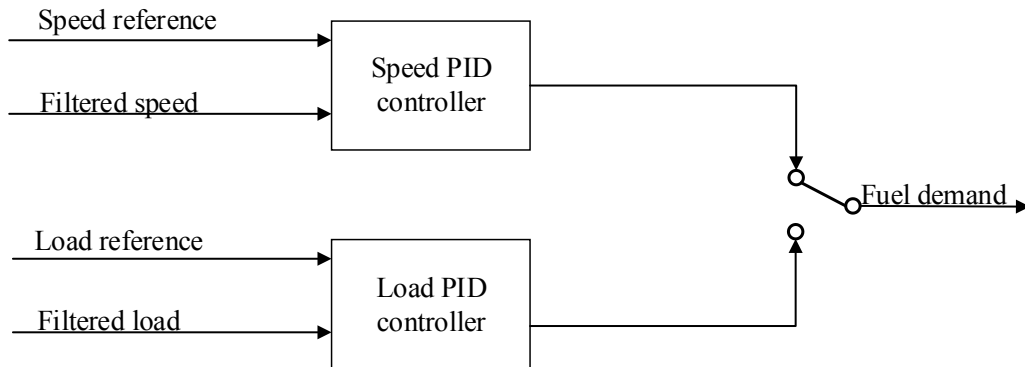 Speed reference
Filtered speed
Speed PID
controller
Fuel demand
Load reference
Filtered load
Load PID
controller